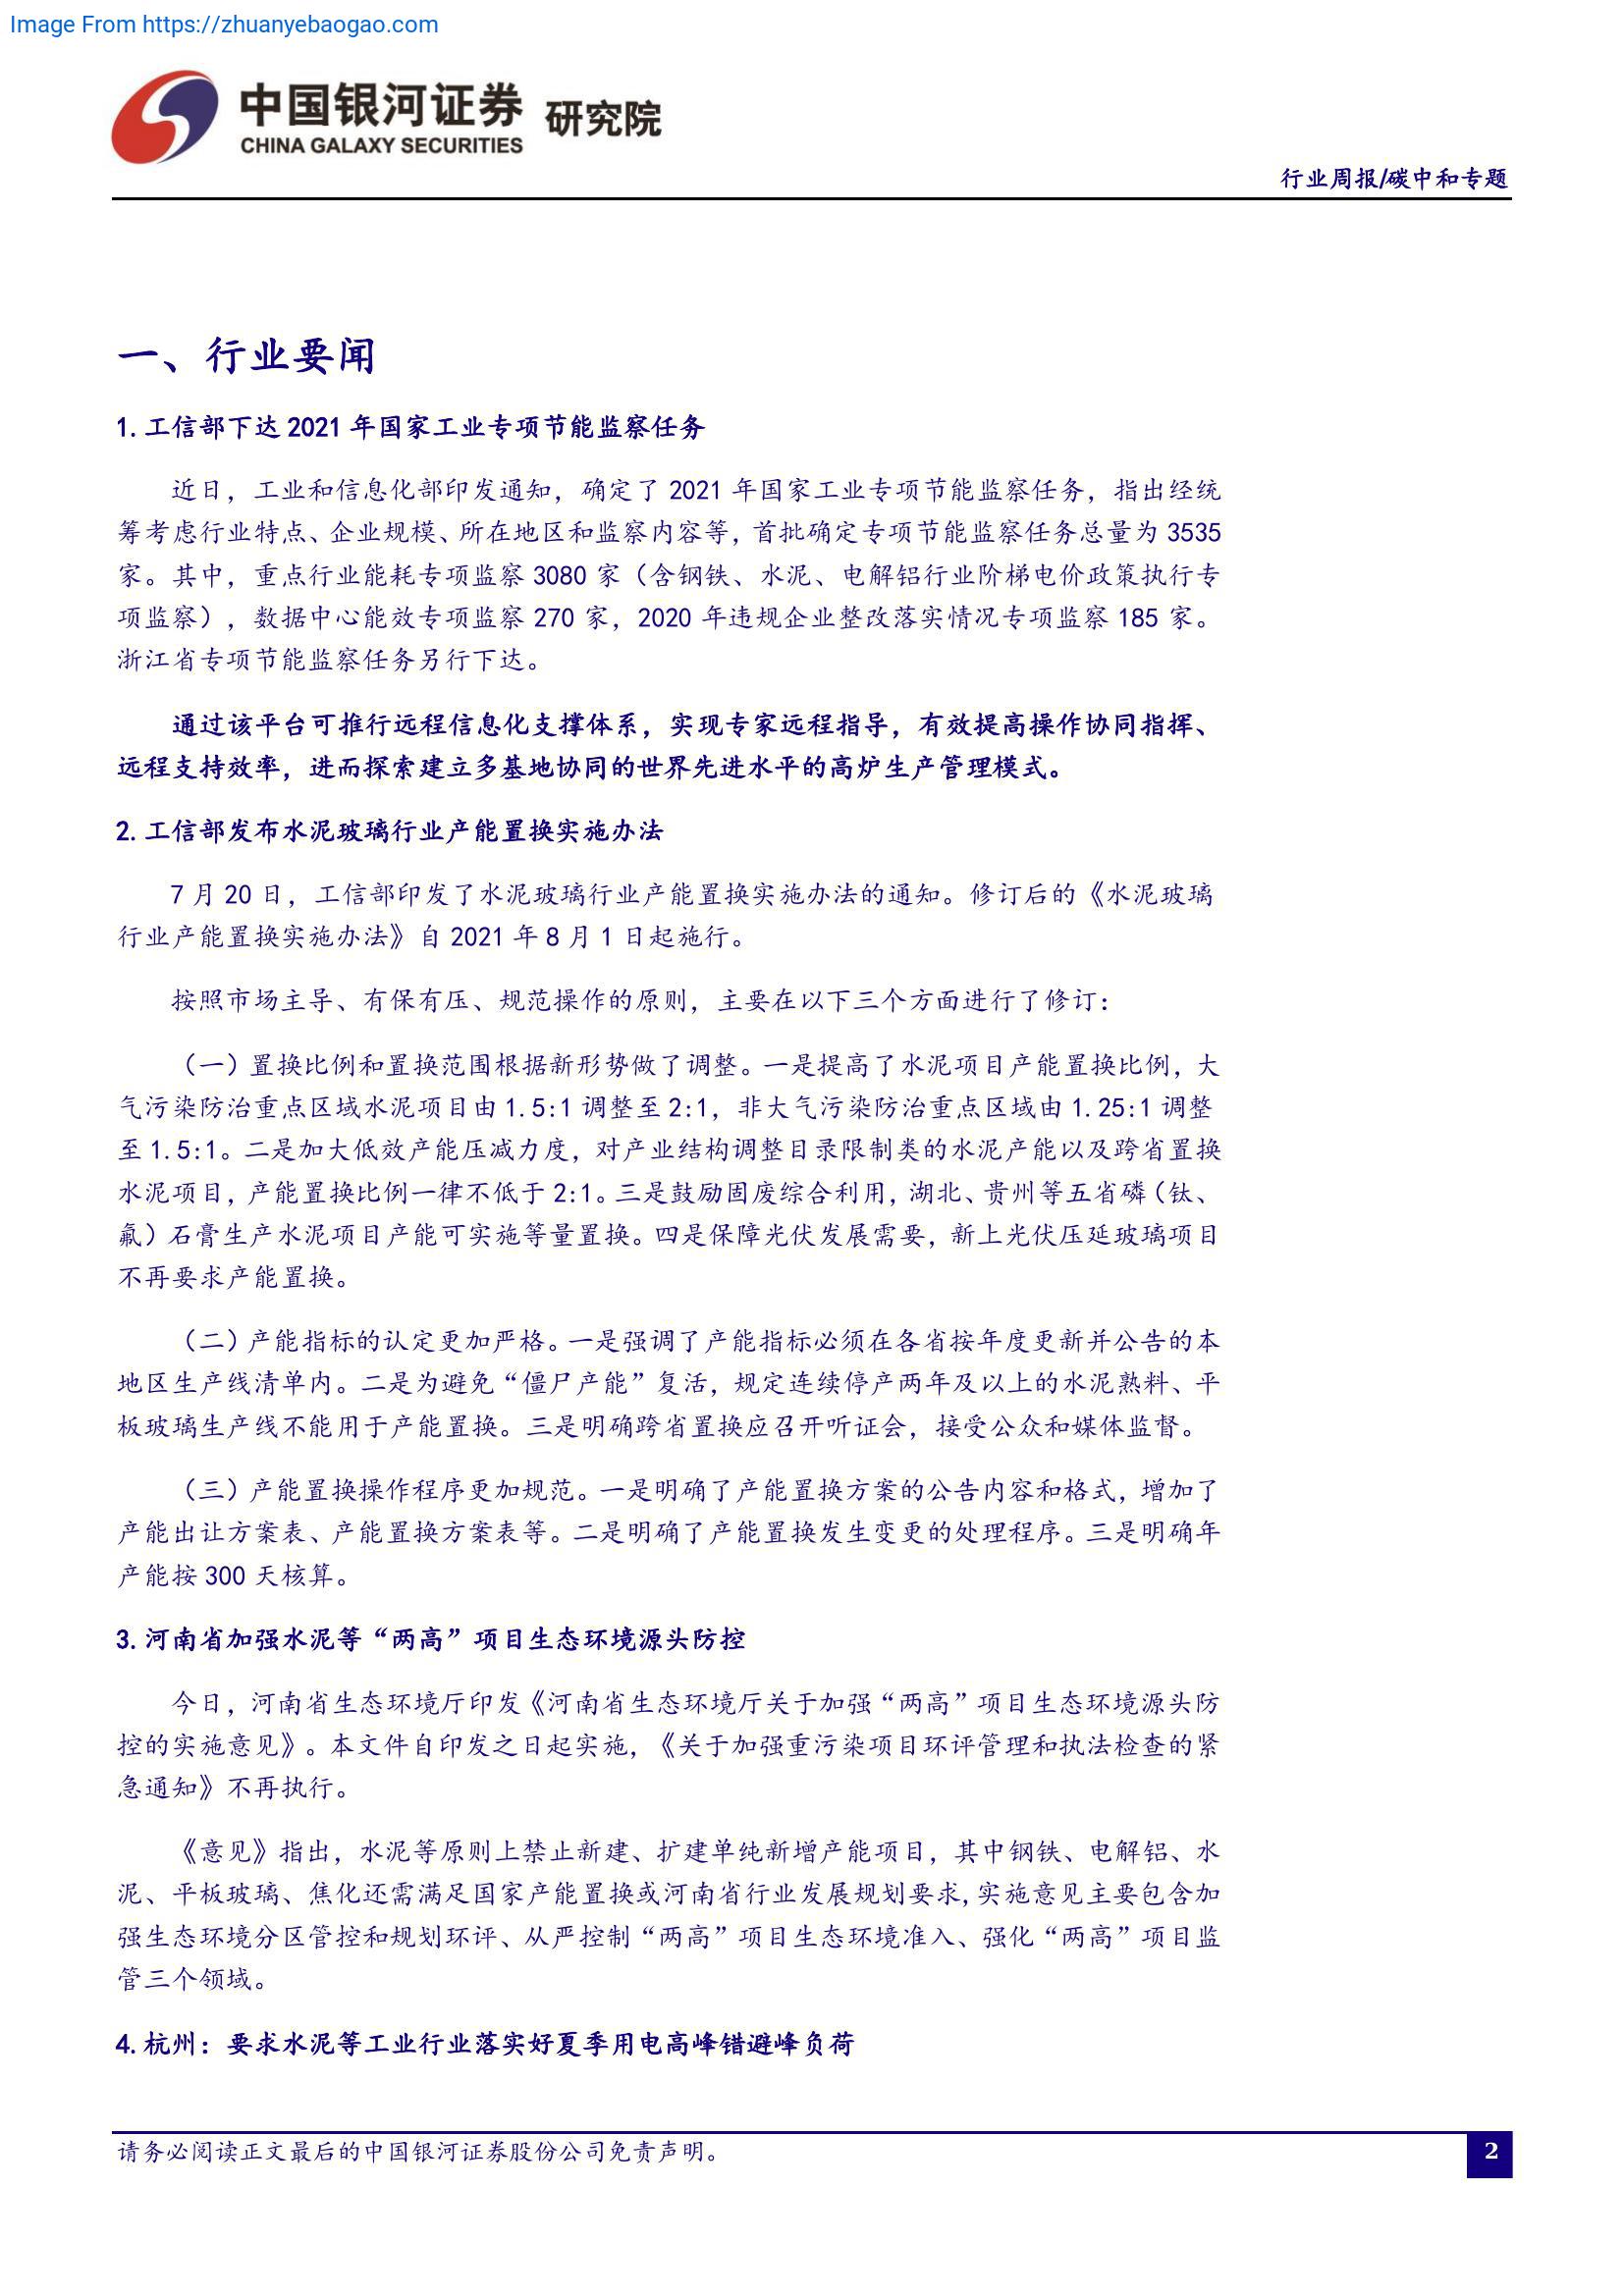 Image From https://zhuanyebaogao.com
中国银河证券 研究院
CHINA GALAXY SECURITIES
行业周报/碳中和专题
一、行业要闻
1. 工信部下达 2021 年国家工业专项节能监察任务
近日，工业和信息化部印发通知，确定了 2021 年国家工业专项节能监察任务，指出经统
筹考虑行业特点、企业规模、所在地区和监察内容等，首批确定专项节能监察任务总量为 3535
家。其中，重点行业能耗专项监察 3080 家（含钢铁、水泥、电解铝行业阶梯电价政策执行专
项监察），数据中心能效专项监察 270 家，2020 年违规企业整改落实情况专项监察 185 家。
浙江省专项节能监察任务另行下达。
通过该平台可推行远程信息化支撑体系，实现专家远程指导，有效提高操作协同指挥、
远程支持效率，进而探索建立多基地协同的世界先进水平的高炉生产管理模式。
2. 工信部发布水泥玻璃行业产能置换实施办法
7 月 20 日，工信部印发了水泥玻璃行业产能置换实施办法的通知。修订后的《水泥玻璃
行业产能置换实施办法》自 2021 年 8 月 1 日起施行。
按照市场主导、有保有压、规范操作的原则，主要在以下三个方面进行了修订：
（一）置换比例和置换范围根据新形势做了调整。一是提高了水泥项目产能置换比例，大
气污染防治重点区域水泥项目由 1.5:1 调整至 2:1，非大气污染防治重点区域由 1.25:1 调整
至 1.5:1。二是加大低效产能压减力度，对产业结构调整目录限制类的水泥产能以及跨省置换
水泥项目，产能置换比例一律不低于 2:1。三是鼓励固废综合利用，湖北、贵州等五省磷（钛、
氟）石膏生产水泥项目产能可实施等量置换。四是保障光伏发展需要，新上光伏压延玻璃项目
不再要求产能置换。
（二）产能指标的认定更加严格。一是强调了产能指标必须在各省按年度更新并公告的本
地区生产线清单内。二是为避免“僵尸产能”复活，规定连续停产两年及以上的水泥熟料、平
板玻璃生产线不能用于产能置换。三是明确跨省置换应召开听证会，接受公众和媒体监督。
（三）产能置换操作程序更加规范。一是明确了产能置换方案的公告内容和格式，增加了
产能出让方案表、产能置换方案表等。二是明确了产能置换发生变更的处理程序。三是明确年
产能按 300 天核算。
3. 河南省加强水泥等“两高”项目生态环境源头防控
今日，河南省生态环境厅印发《河南省生态环境厅关于加强“两高”项目生态环境源头防
控的实施意见》。本文件自印发之日起实施，《关于加强重污染项目环评管理和执法检查的紧
急通知》不再执行。
《意见》指出，水泥等原则上禁止新建、扩建单纯新增产能项目，其中钢铁、电解铝、水
泥、平板玻璃、焦化还需满足国家产能置换或河南省行业发展规划要求,实施意见主要包含加
强生态环境分区管控和规划环评、从严控制“两高”项目生态环境准入、强化“两高”项目监
管三个领域。
4. 杭州：要求水泥等工业行业落实好夏季用电高峰错避峰负荷
请务必阅读正文最后的中国银河证券股份公司免责声明。
2